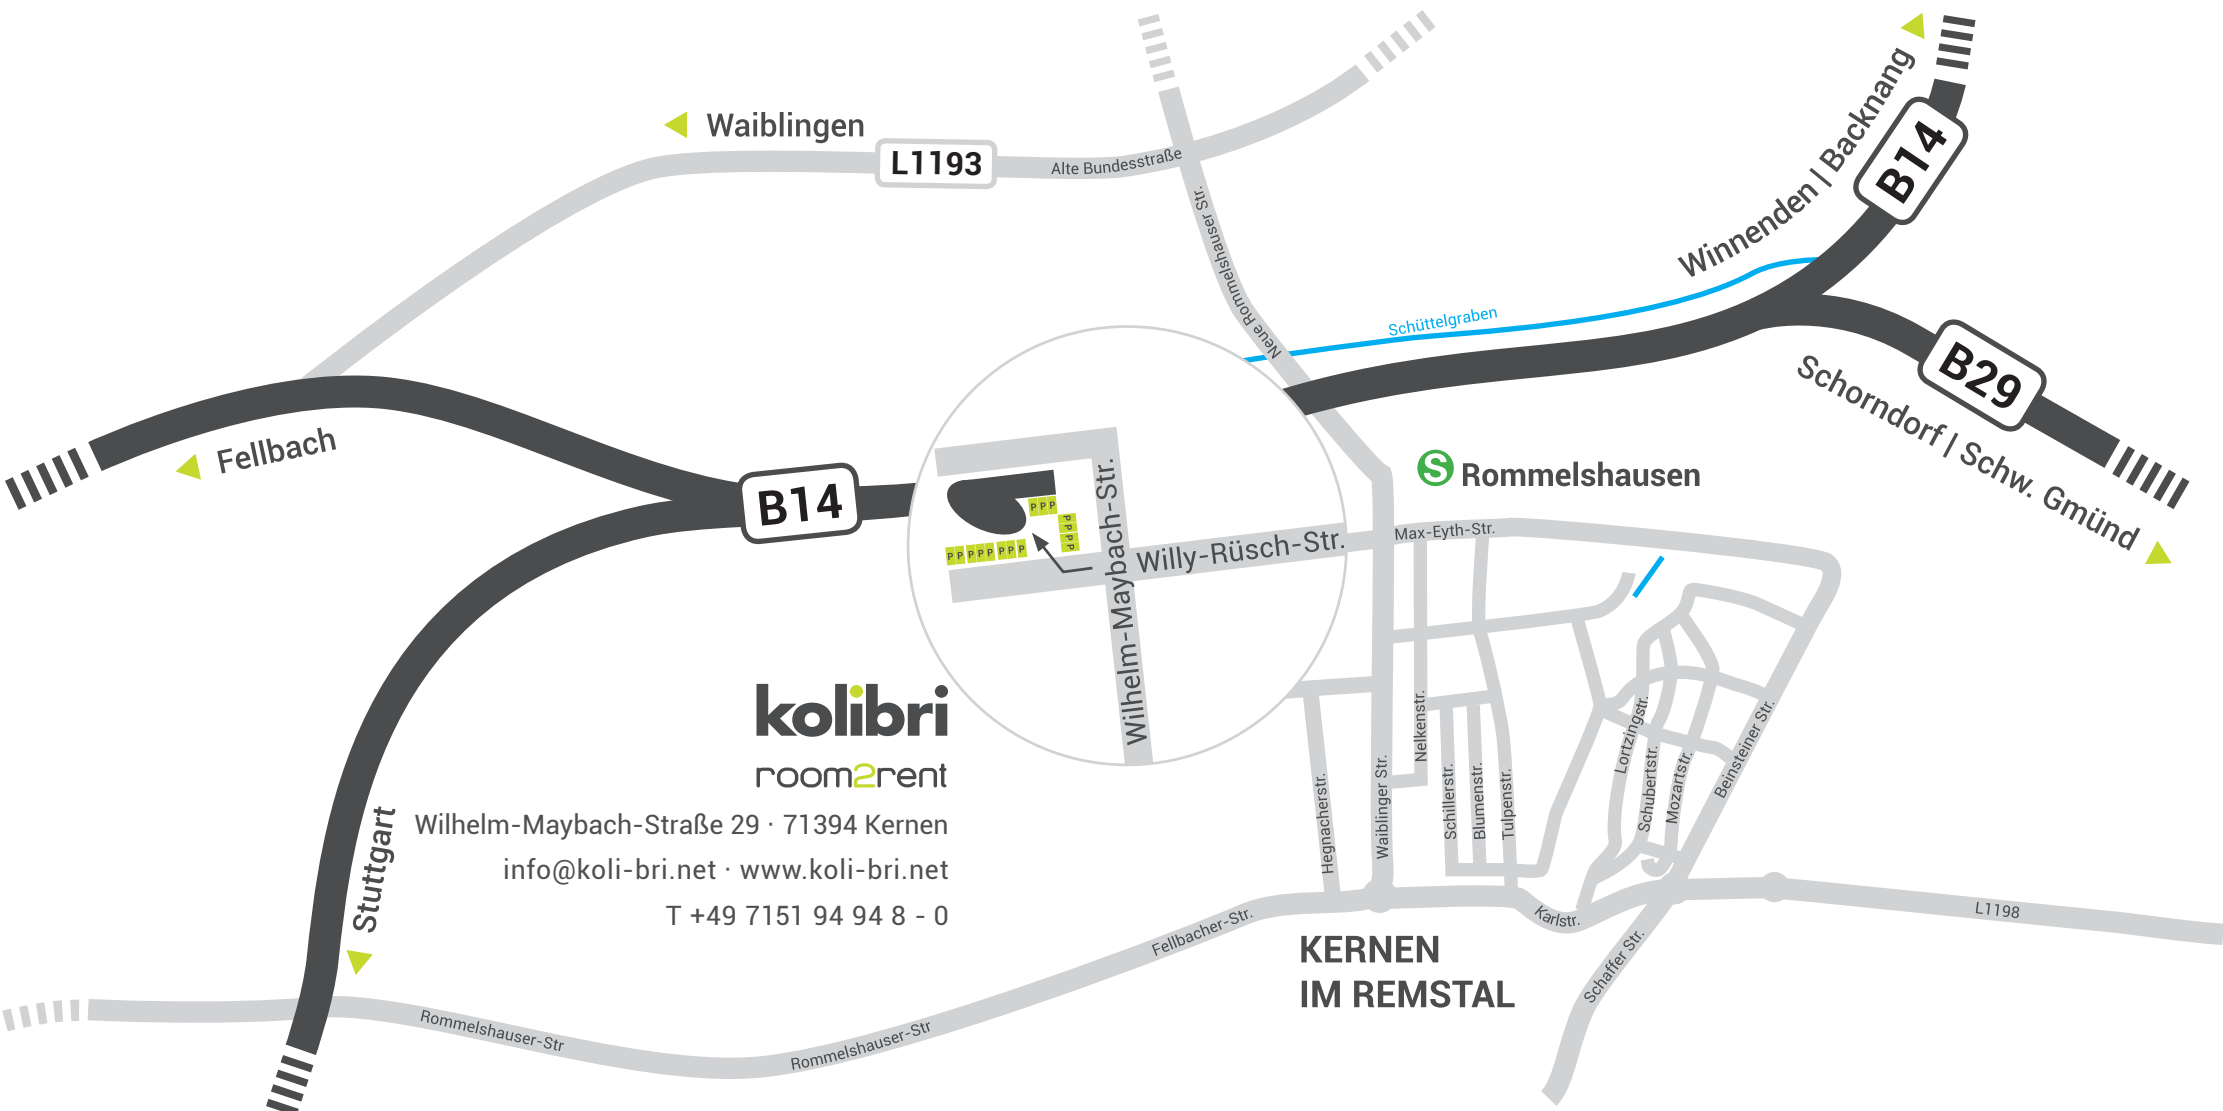 Waiblingen
L1193
Alte Bundesstraße
Neue Rommelshauser Str.
Winnenden | Backnang
B14
Schüttelgraben
B29
Schorndorf | Schw. Gmünd
Fellbach
B14
S Rommelshausen
Wilhelm-Maybach-Str.
Willy-Rüsch-Str.
P P P
P P P P
P P P P P P P
Max-Eyth-Str.
kolibri
room2rent
Wilhelm-Maybach-Straße 29 · 71394 Kernen
info@koli-bri.net · www.koli-bri.net
T +49 7151 94 94 8 - 0
Stuttgart
Hegnacherstr.
Waiblinger Str.
Nelkenstr.
Schillerstr.
Blumenstr.
Tulpenstr.
Lortzingstr.
Schubertstr.
Mozartstr.
Beinsteiner Str.
Fellbacher-Str.
Karlstr.
L1198
Schaffer Str.
KERNEN
IM REMSTAL
Rommelshauser-Str
Rommelshauser-Str